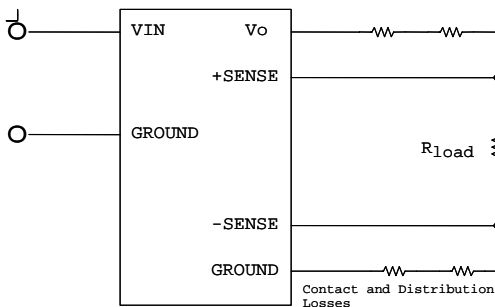 VIN
Vo
+SENSE
GROUND
Rload
-SENSE
GROUND
Contact and Distribution
Losses